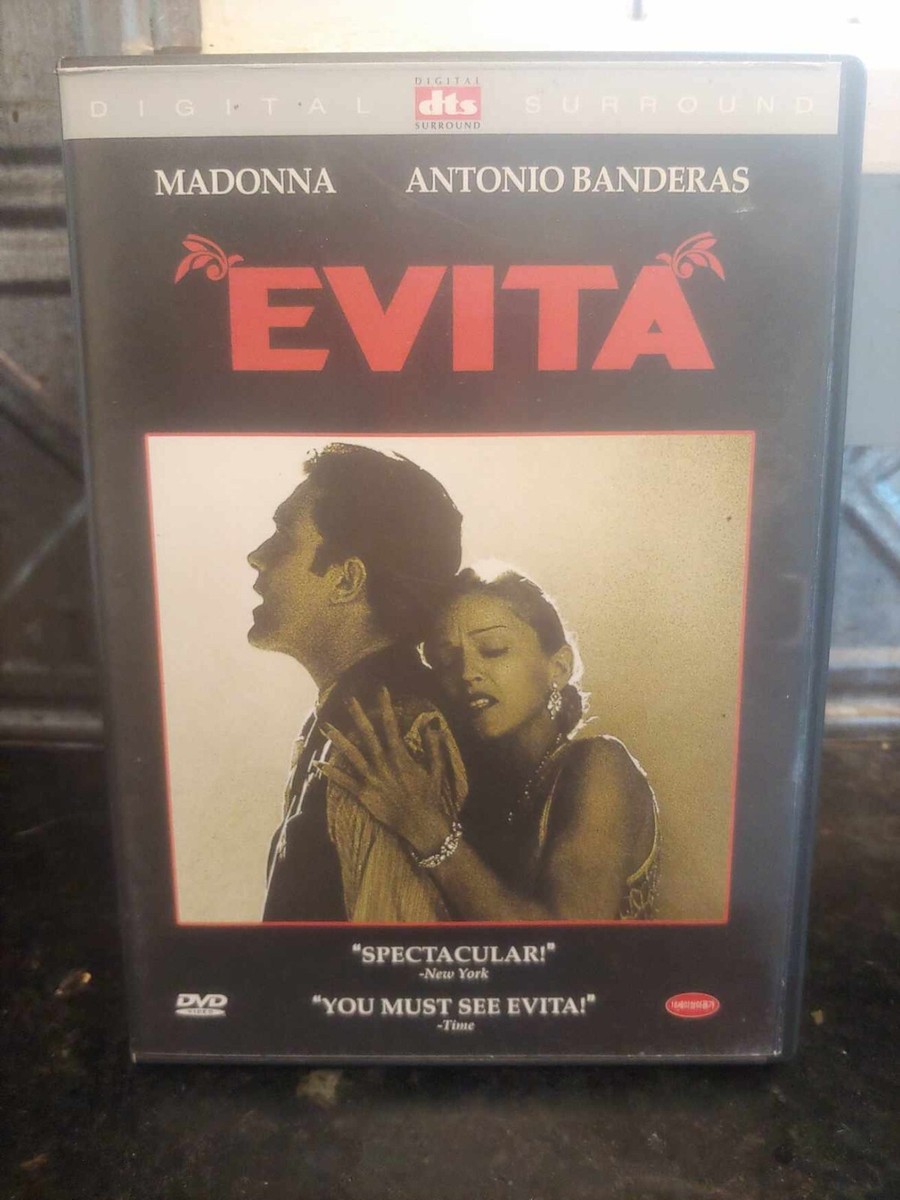 DIGITAL
DIGITAL dts SURROUND
SURROUND
MADONNA ANTONIO BANDERAS
EVITA
"SPECTACULAR!"
-New York
"YOU MUST SEE EVITA!"
-Time
DVD
VIDEO